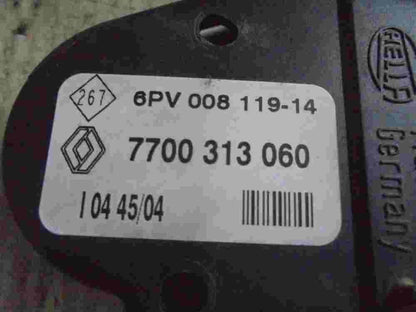 267
6PV 008 119-14
7700 313 060
I 04 45/04
HELLA
Germany